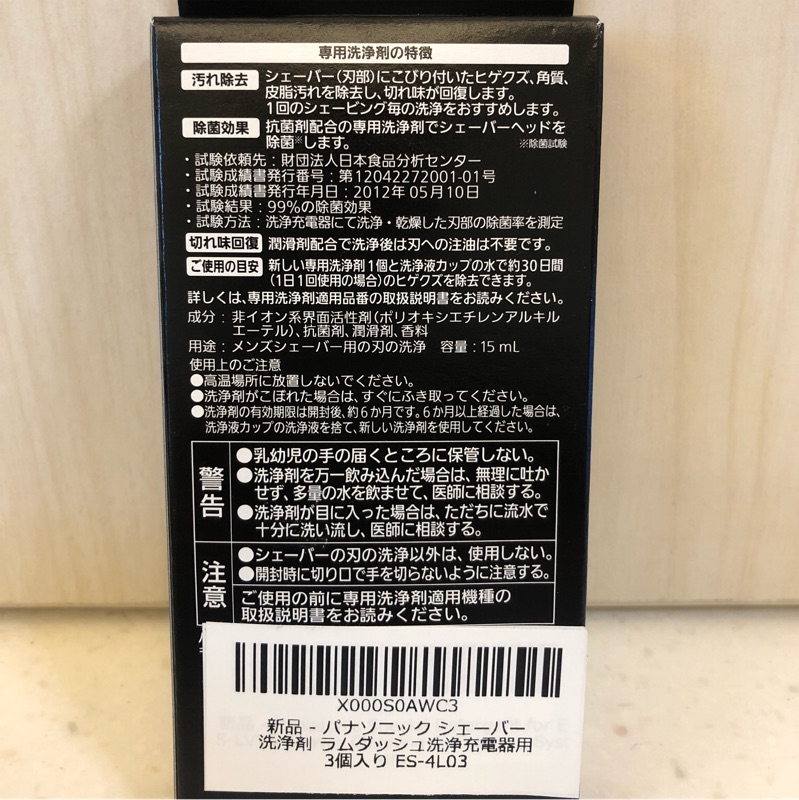 専用洗浄剤の特徴
汚れ除去 シェーバー(刃部)にこびり付いたヒゲクズ、角質、
皮脂汚れを除去し、切れ味が回復します。
1回のシェービング毎の洗浄をおすすめします。
除菌効果 抗菌剤配合の専用洗浄剤でシェーバーヘッドを
除菌※します。 ※除菌試験
・試験依頼先:財団法人日本食品分析センター
・試験成績書発行番号:第12042272001-01号
・試験成績書発行年月日:2012年05月10日
・試験結果:99%の除菌効果
・試験方法:洗浄充電器にて洗浄・乾燥した刃部の除菌率を測定
切れ味回復 潤滑剤配合で洗浄後は刃への注油は不要です。
ご使用の目安 新しい専用洗浄剤1個と洗浄液カップの水で約30日間
(1日1回使用の場合)のヒゲクズを除去できます。
詳しくは、専用洗浄剤適用品番の取扱説明書をお読みください。
成分:非イオン系界面活性剤(ポリオキシエチレンアルキル
エーテル)、抗菌剤、潤滑剤、香料
用途:メンズシェーバー用の刃の洗浄 容量:15 mL
使用上のご注意
●高温場所に放置しないでください。
●洗浄剤がこぼれた場合は、すぐにふき取ってください。
●洗浄剤の有効期限は開封後、約6か月です。6か月以上経過した場合は、
洗浄液カップの洗浄液を捨て、新しい洗浄剤を使用してください。
警告
●乳幼児の手の届くところに保管しない。
●洗浄剤を万一飲み込んだ場合は、無理に吐か
せず、多量の水を飲ませて、医師に相談する。
●洗浄剤が目に入った場合は、ただちに流水で
十分に洗い流し、医師に相談する。
注意
●シェーバーの刃の洗浄以外は、使用しない。
●開封時に切り口で手を切らないように注意する。
ご使用の前に専用洗浄剤適用機種の
取扱説明書をお読みください。
X000S0AWC3
新品 - パナソニック シェーバー
洗浄剤 ラムダッシュ洗浄充電器用
3個入り ES-4L03